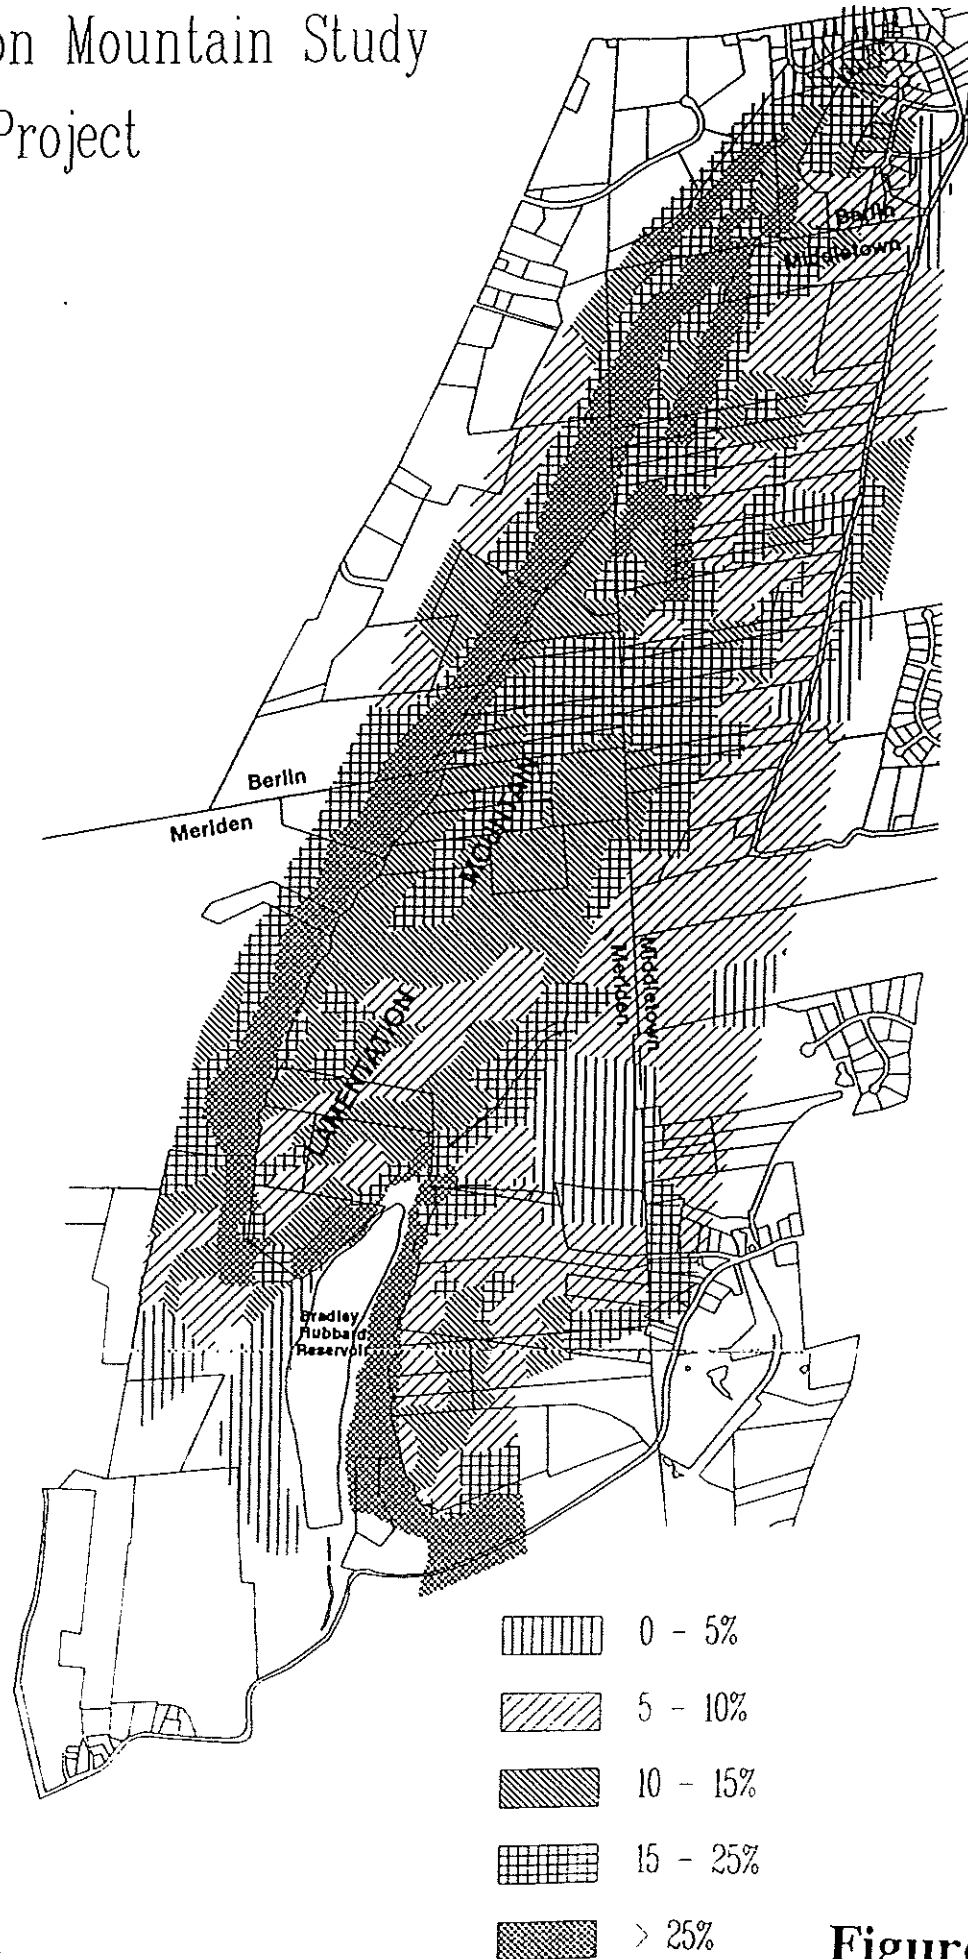 on Mountain Study
Project
Berlin
Middletown
Berlin
Meriden
MOUNTAIN
LAMENTATION
Middletown
Meriden
Bradley
Hubbard
Reservoir
0 - 5%
5 - 10%
10 - 15%
15 - 25%
> 25%
Figure